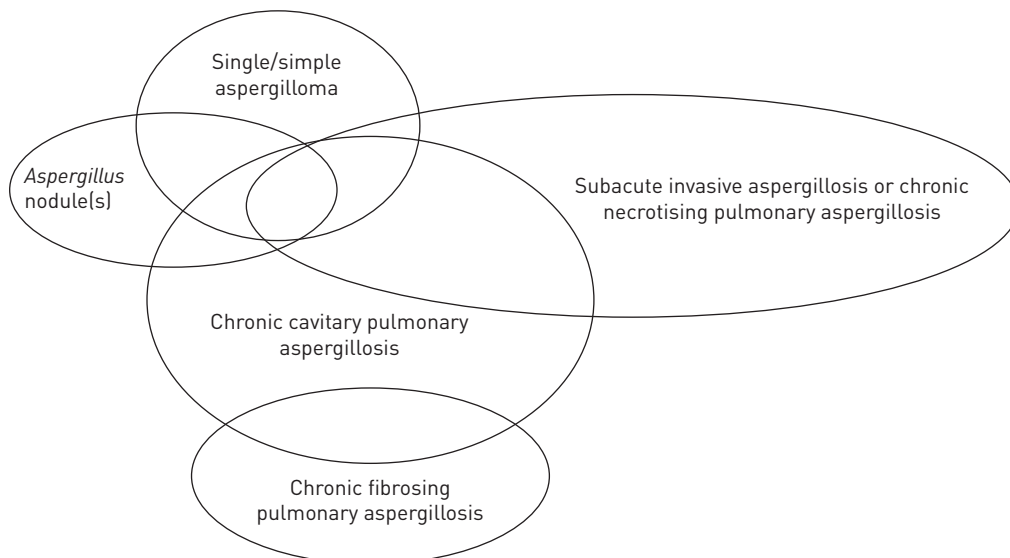 Single/simple
aspergilloma
Aspergillus
nodule(s)
Subacute invasive aspergillosis or chronic
necrotising pulmonary aspergillosis
Chronic cavitary pulmonary
aspergillosis
Chronic fibrosing
pulmonary aspergillosis